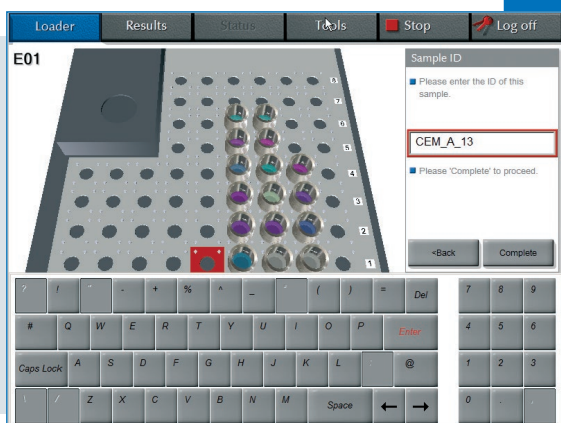 Loader Results Status Tools Stop Log off
E01
Sample ID
Please enter the ID of this
sample.
CEM_A_13
Please 'Complete' to proceed.
<Back Complete
8
7
6
5
4
3
2
1
? ! " - + % ^ _ ( ) = Del 7 8 9
# Q W E R T Y U I O P Enter 4 5 6
Caps Lock A S D F G H J K L : @ 1 2 3
\ / Z X C V B N M Space ← → 0 .